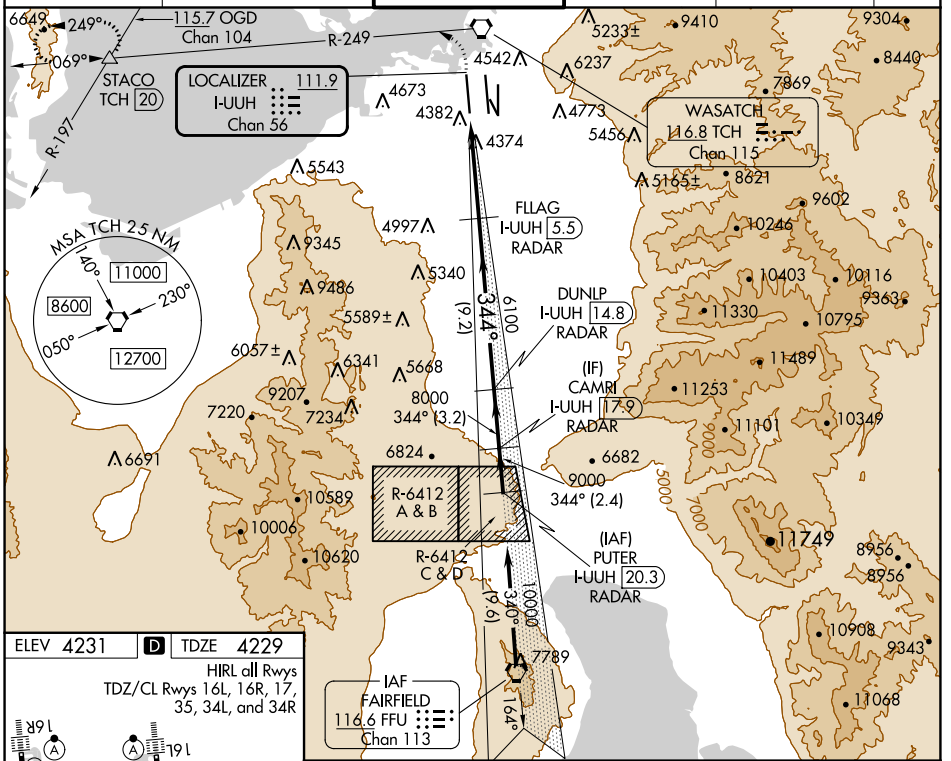 6649
249°
115.7 OGD
Chan 104
R-249
069°
STACO
TCH 20
R-197
LOCALIZER 111.9
I-UUH
Chan 56
4542
5233±
9410
9304
6237
8440
7869
4673
4382
4374
4773
5456
WASATCH
116.8 TCH
Chan 115
5543
5165±
8621
9602
4997
FLLAG
I-UUH 5.5
RADAR
10246
MSA TCH 25 NM
140°
11000
230°
8600
050°
12700
9345
9486
5340
5589±
344°
(9.2)
6100
DUNLP
I-UUH 14.8
RADAR
10403
10116
9363
11330
10795
6057±
6341
5668
11489
9207
7220
7234
8000
344° (3.2)
(IF)
CAMRI
I-UUH 17.9
RADAR
11253
11101
10349
9000
6691
6824
6682
9000
344° (2.4)
5000
7000
R-6412
A & B
10589
10006
10620
R-6412
C & D
(IAF)
PUTER
I-UUH 20.3
RADAR
11749
8956
8956
340°
(9.6)
10000
7789
10908
9343
11068
IAF
FAIRFIELD
116.6 FFU
Chan 113
164°
ELEV 4231
D
TDZE 4229
HIRL all Rwys
TDZ/CL Rwys 16L, 16R, 17,
35, 34L, and 34R
16R
A
A
16L